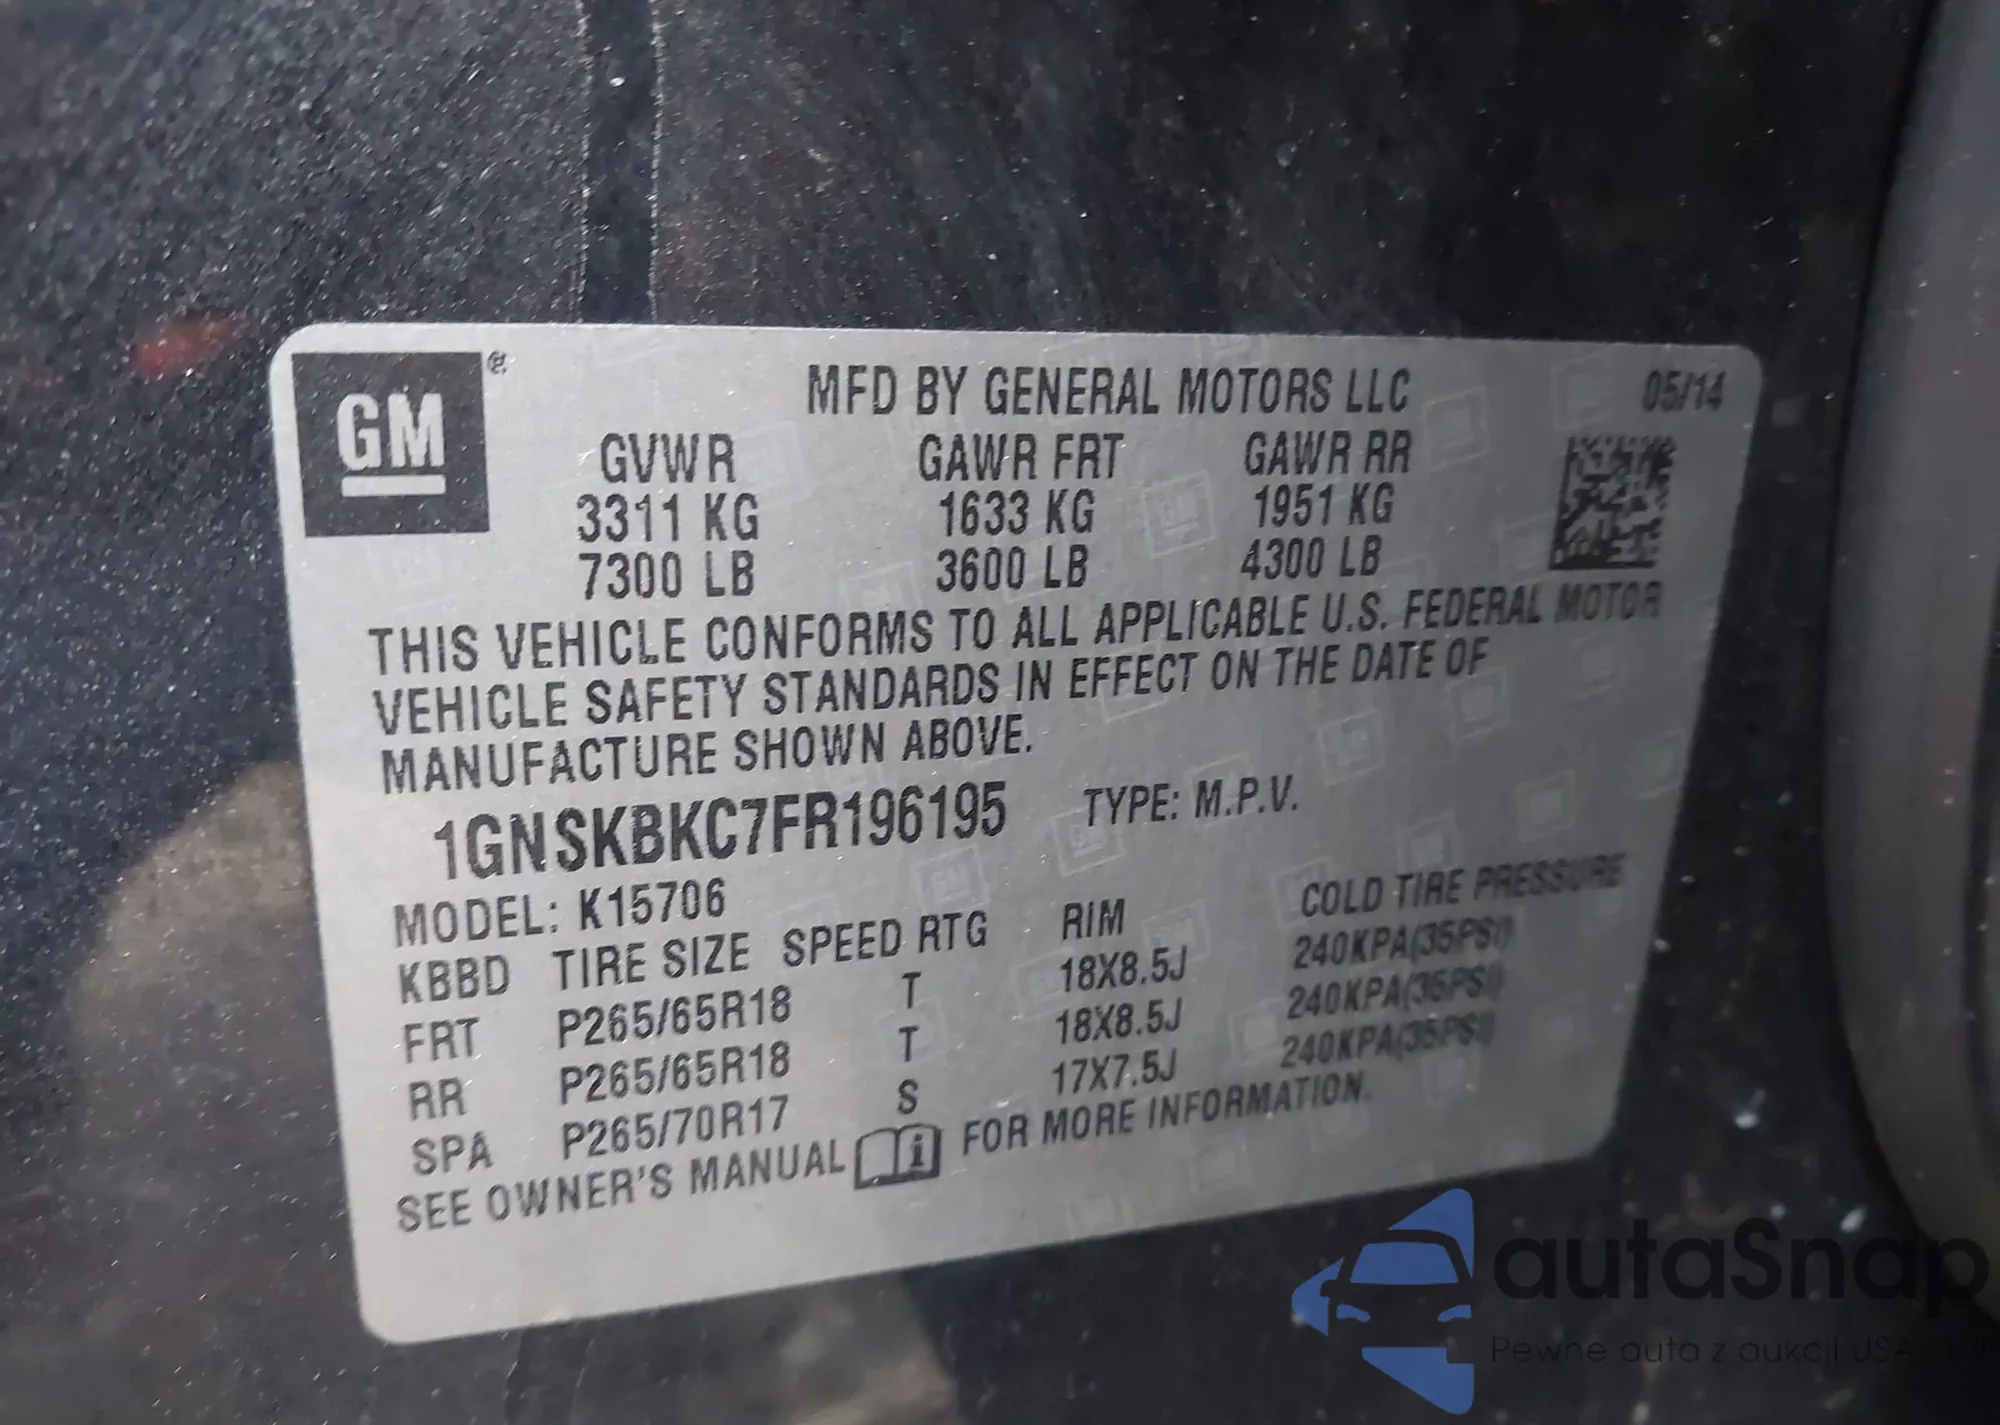 GM ®
MFD BY GENERAL MOTORS LLC 05/14
GVWR GAWR FRT GAWR RR
3311 KG 1633 KG 1951 KG
7300 LB 3600 LB 4300 LB
THIS VEHICLE CONFORMS TO ALL APPLICABLE U.S. FEDERAL MOTOR
VEHICLE SAFETY STANDARDS IN EFFECT ON THE DATE OF
MANUFACTURE SHOWN ABOVE.
1GNSKBKC7FR196195 TYPE: M.P.V.
MODEL: K15706
KBBD TIRE SIZE SPEED RTG RIM COLD TIRE PRESSURE
FRT P265/65R18 T 18X8.5J 240KPA(35PSI)
RR P265/65R18 T 18X8.5J 240KPA(35PSI)
SPA P265/70R17 S 17X7.5J 240KPA(35PSI)
SEE OWNER'S MANUAL i FOR MORE INFORMATION.
autaSnap
Pewne auta z aukcji USA